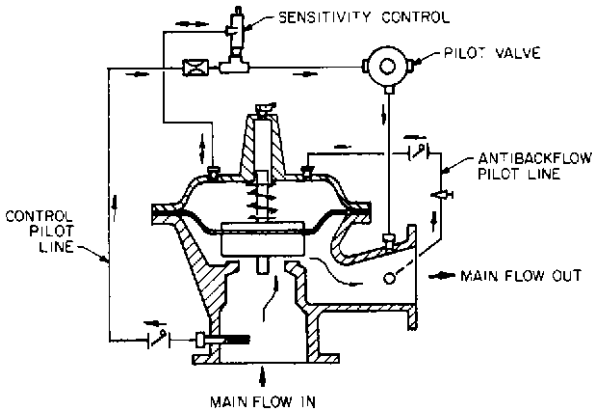 SENSITIVITY CONTROL
PILOT VALVE
ANTIBACKFLOW
PILOT LINE
CONTROL
PILOT
LINE
MAIN FLOW OUT
MAIN FLOW IN